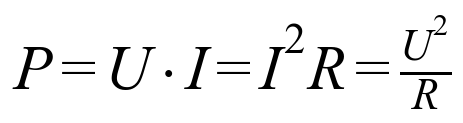 P = U · I = I²R = U²/R